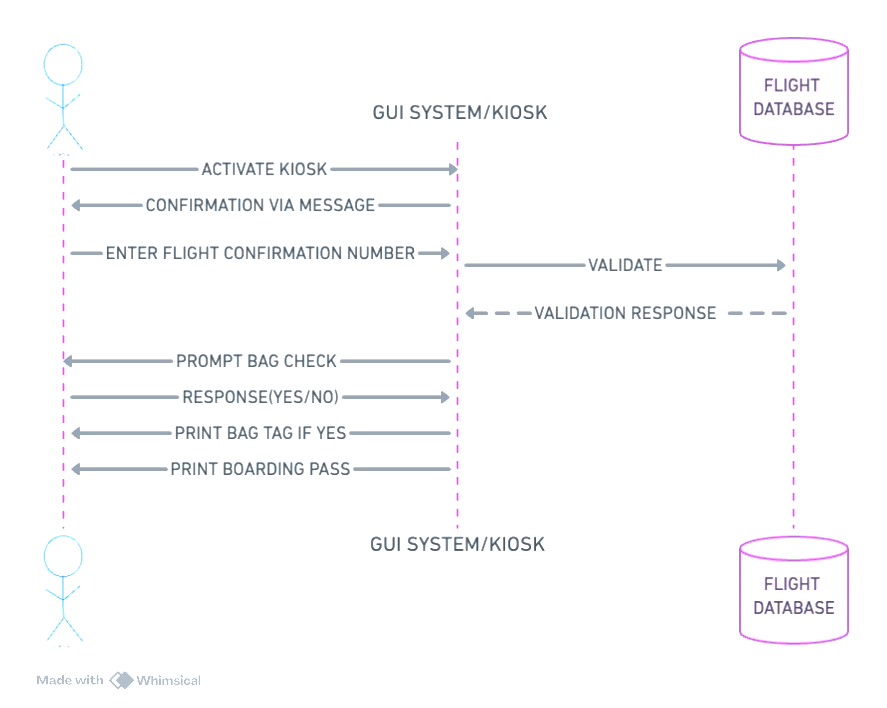 FLIGHT
DATABASE
GUI SYSTEM/KIOSK
ACTIVATE KIOSK
CONFIRMATION VIA MESSAGE
ENTER FLIGHT CONFIRMATION NUMBER
VALIDATE
VALIDATION RESPONSE
PROMPT BAG CHECK
RESPONSE(YES/NO)
PRINT BAG TAG IF YES
PRINT BOARDING PASS
GUI SYSTEM/KIOSK
FLIGHT
DATABASE
Made with Whimsical